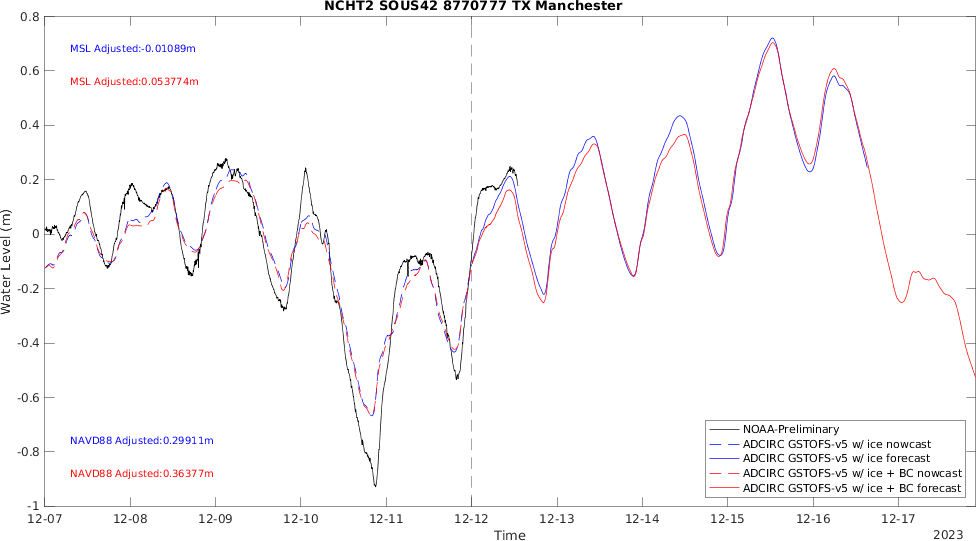 NCHT2 SOUS42 8770777 TX Manchester
0.8
MSL Adjusted:-0.01089m
MSL Adjusted:0.053774m
0.6
0.4
0.2
0
-0.2
-0.4
-0.6
-0.8
-1
Water Level (m)
NAVD88 Adjusted:0.29911m
NAVD88 Adjusted:0.36377m
NOAA-Preliminary
ADCIRC GSTOFS-v5 w/ ice nowcast
ADCIRC GSTOFS-v5 w/ ice forecast
ADCIRC GSTOFS-v5 w/ ice + BC nowcast
ADCIRC GSTOFS-v5 w/ ice + BC forecast
12-07 12-08 12-09 12-10 12-11 12-12 12-13 12-14 12-15 12-16 12-17
Time
2023